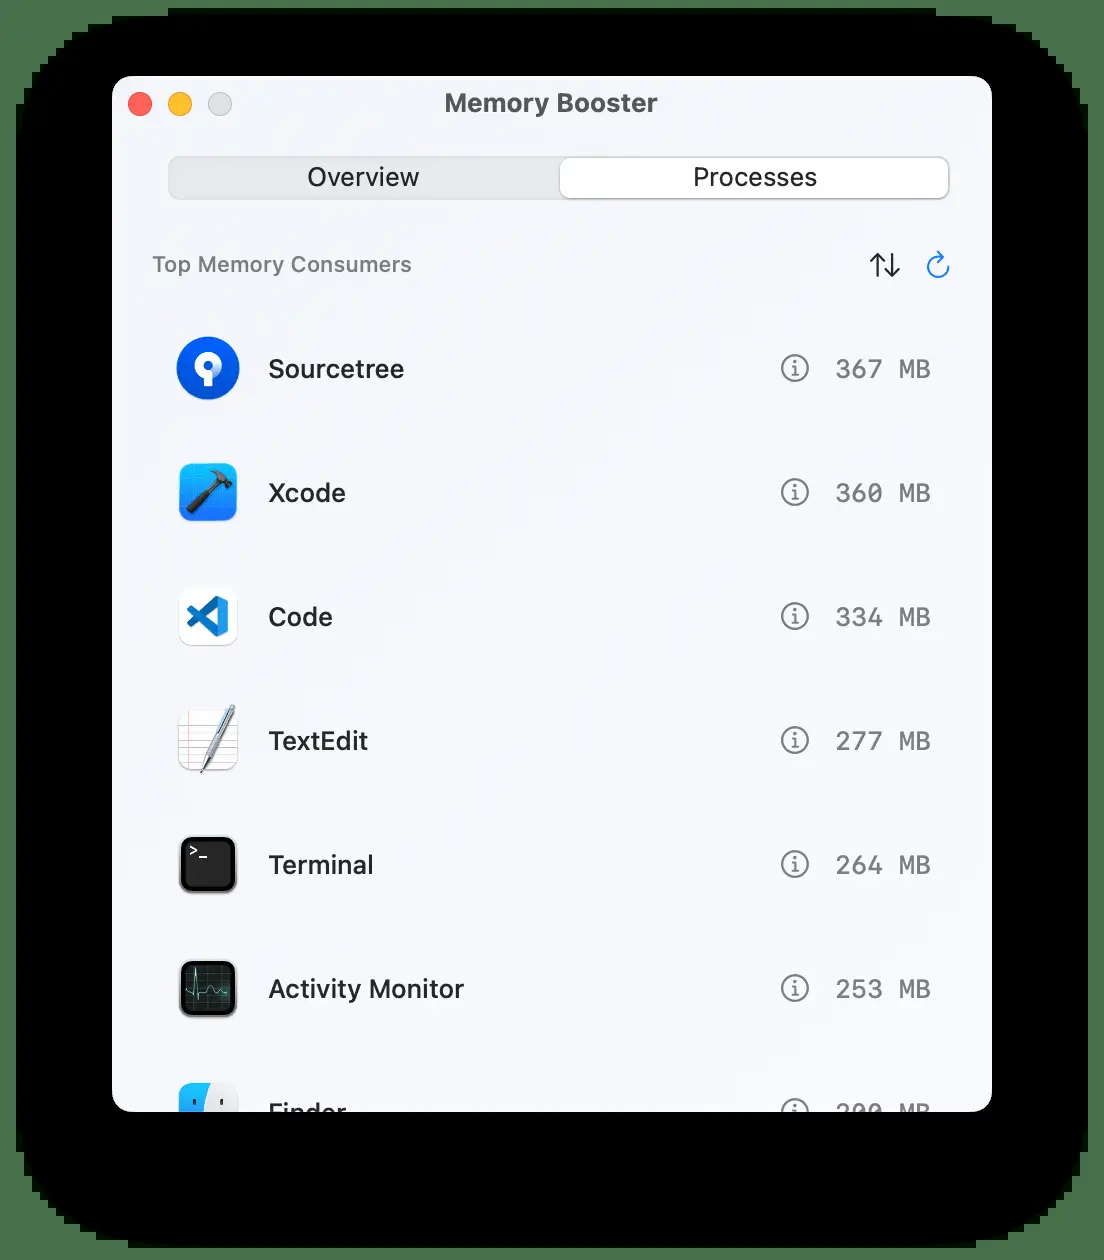 Memory Booster
Overview Processes
Top Memory Consumers
Sourcetree 367 MB
Xcode 360 MB
Code 334 MB
TextEdit 277 MB
>_
Terminal 264 MB
Activity Monitor 253 MB
Finder MB